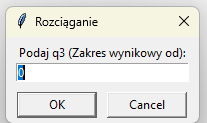 Rozciąganie
Podaj q3 (Zakres wynikowy od):
0
OK
Cancel